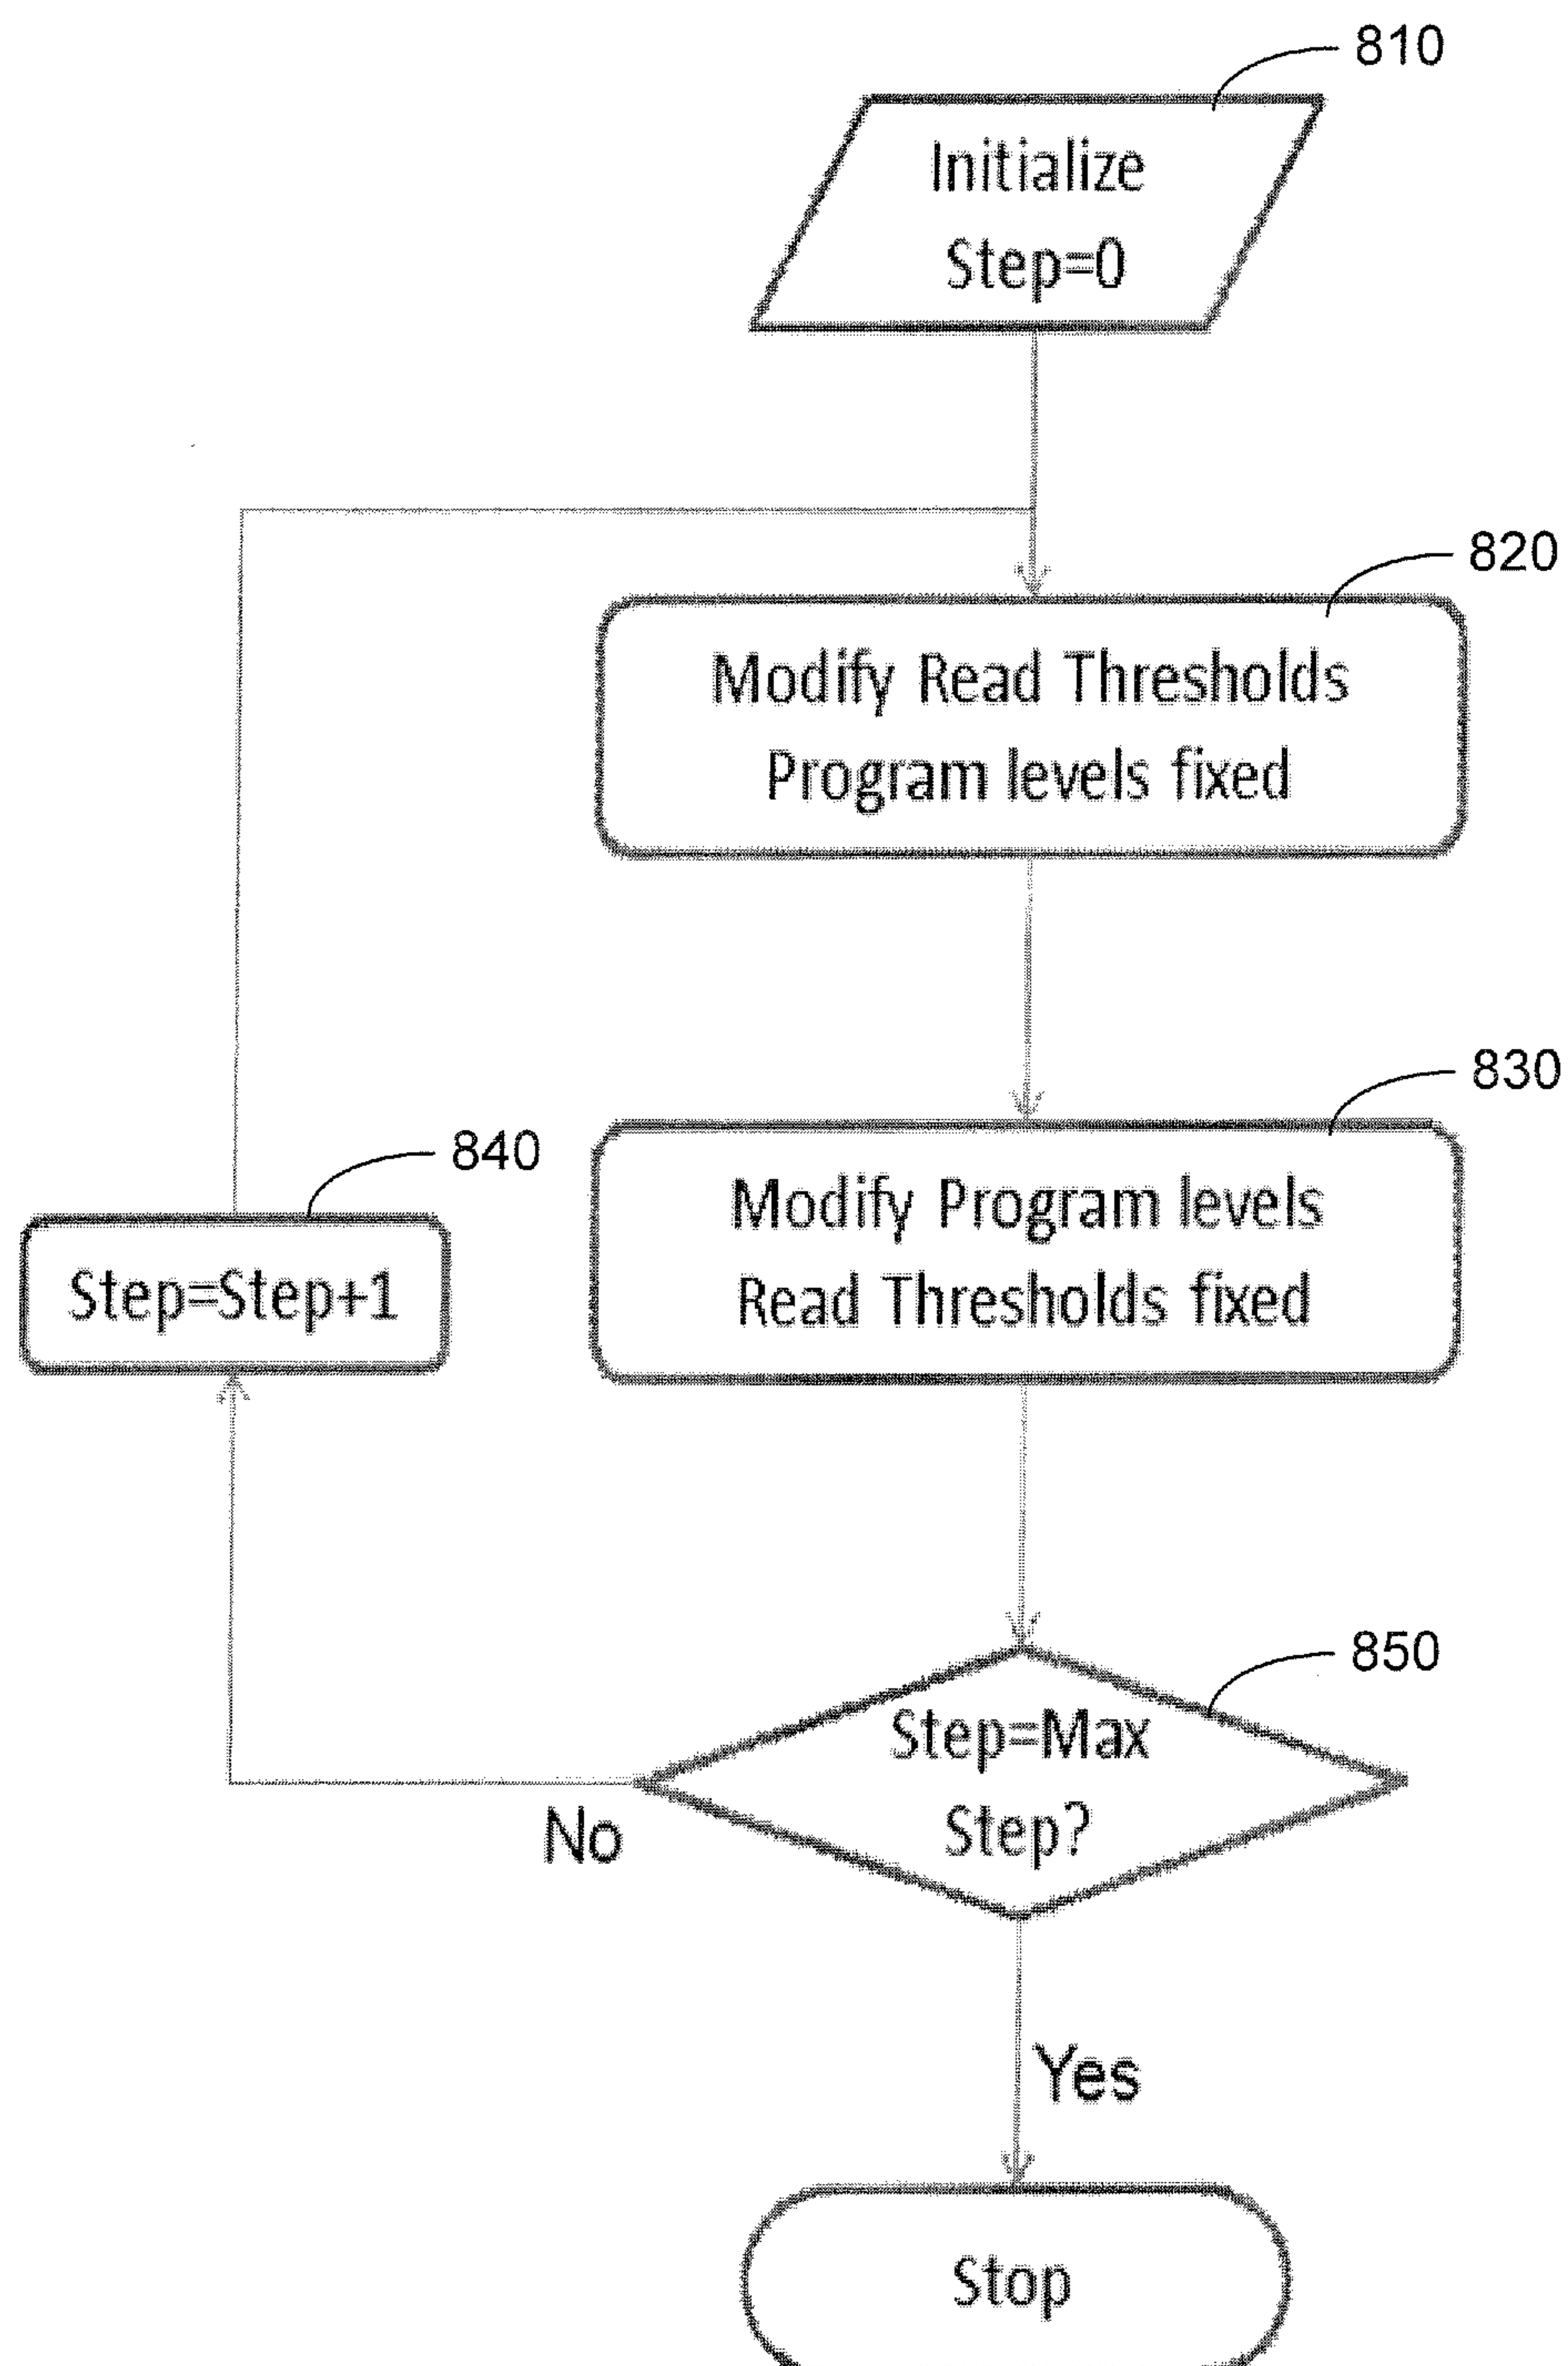 810
Initialize
Step=0
820
Modify Read Thresholds
Program levels fixed
830
Modify Program levels
Read Thresholds fixed
840
Step=Step+1
850
Step=Max
Step?
No
Yes
Stop